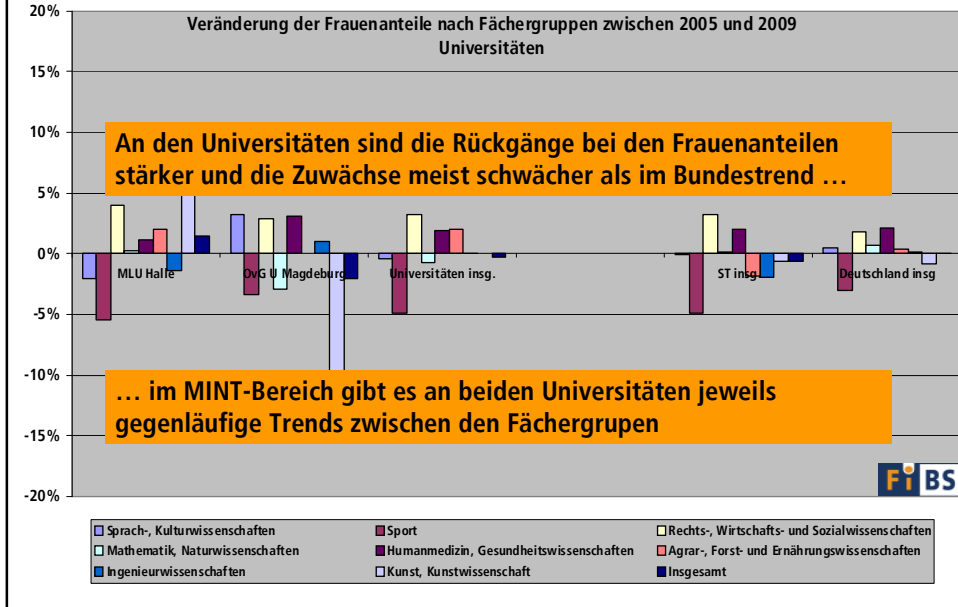 Veränderung der Frauenanteile nach Fächergruppen zwischen 2005 und 2009
Universitäten
20%
15%
10%
5%
0%
-5%
-10%
-15%
-20%
An den Universitäten sind die Rückgänge bei den Frauenanteilen
stärker und die Zuwächse meist schwächer als im Bundestrend …
MLU Halle
OvG U Magdeburg
Universitäten insg.
ST insg.
Deutschland insg
… im MINT-Bereich gibt es an beiden Universitäten jeweils
gegenläufige Trends zwischen den Fächergrupen
FiBS
Sprach-, Kulturwissenschaften
Sport
Rechts-, Wirtschafts- und Sozialwissenschaften
Mathematik, Naturwissenschaften
Humanmedizin, Gesundheitswissenschaften
Agrar-, Forst- und Ernährungswissenschaften
Ingenieurwissenschaften
Kunst, Kunstwissenschaft
Insgesamt